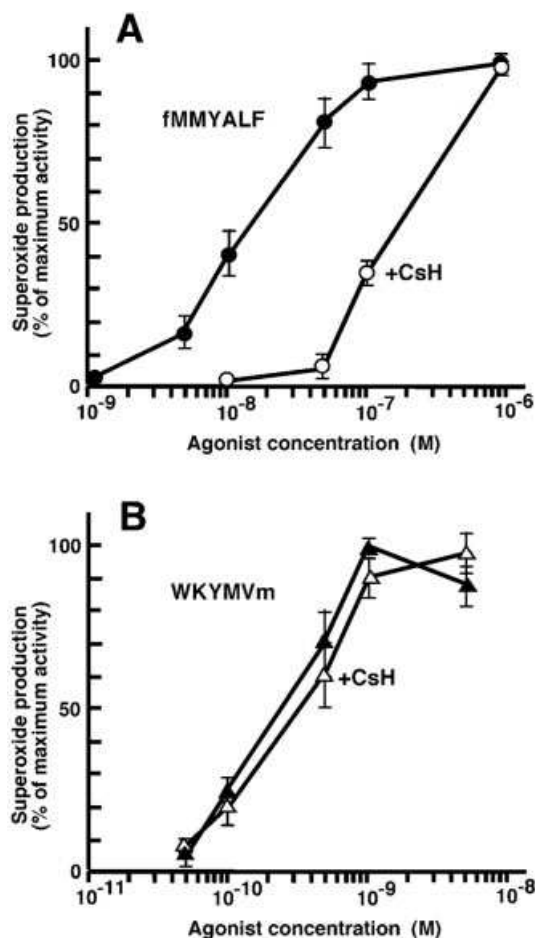 A
Superoxide production
(% of maximum activity)
100
50
0
fMMYALF
+CsH
10-9
10-8
10-7
10-6
Agonist concentration (M)
B
Superoxide production
(% of maximum activity)
100
50
0
WKYMVm
+CsH
10-11
10-10
10-9
10-8
Agonist concentration (M)